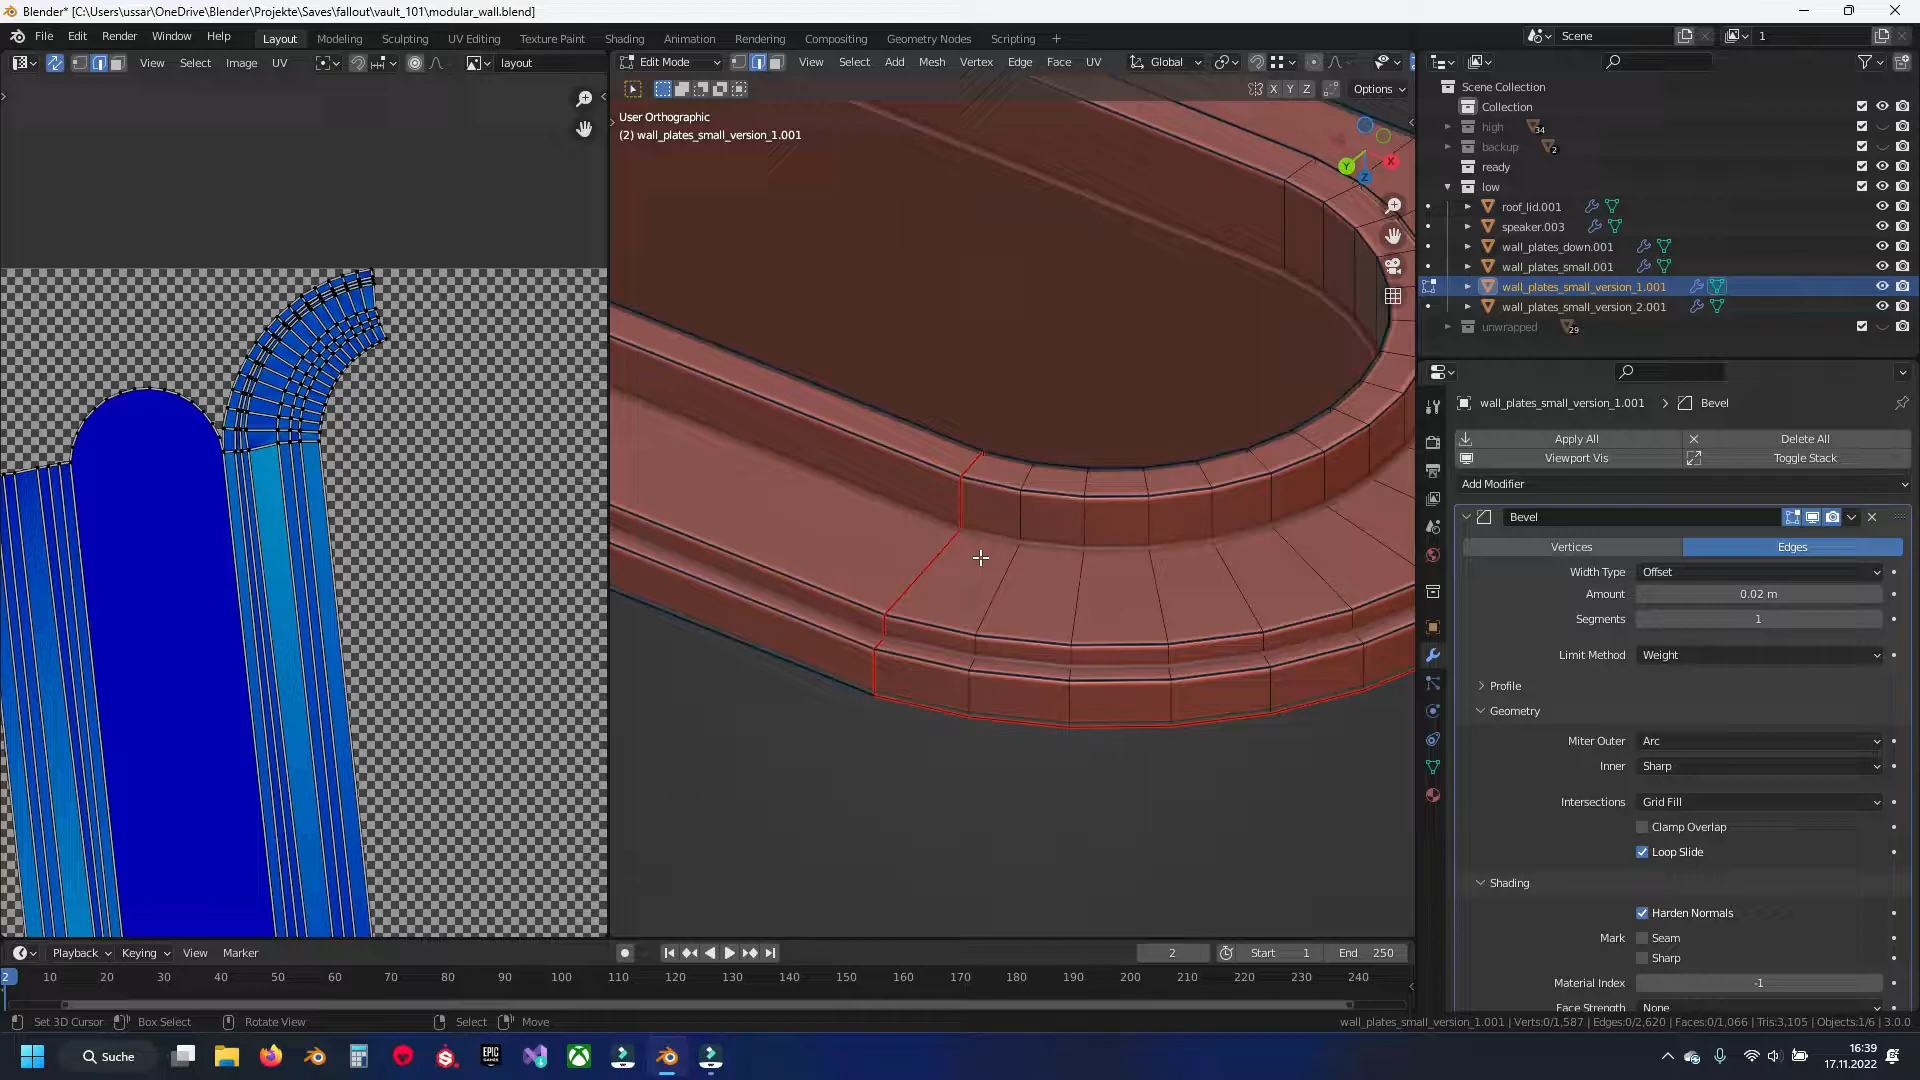 Blender* [C:\Users\ussar\OneDrive\Blender\Projekte\Saves\fallout\vault_101\modular_wall.blend]
File Edit Render Window Help Layout Modeling Sculpting UV Editing Texture Paint Shading Animation Rendering Compositing Geometry Nodes Scripting + Scene 1
View Select Image UV layout
Edit Mode View Select Add Mesh Vertex Edge Face UV Global
X Y Z Options
User Orthographic
(2) wall_plates_small_version_1.001
X
Y
Z
Scene Collection
Collection
high 34
backup 2
ready
low
roof_lid.001
speaker.003
wall_plates_down.001
wall_plates_small.001
wall_plates_small_version_1.001
wall_plates_small_version_2.001
unwrapped 29
wall_plates_small_version_1.001 Bevel
Apply All Delete All
Viewport Vis Toggle Stack
Add Modifier
Bevel
Vertices Edges
Width Type Offset
Amount 0.02 m
Segments 1
Limit Method Weight
Profile
Geometry
Miter Outer Arc
Inner Sharp
Intersections Grid Fill
Clamp Overlap
Loop Slide
Shading
Harden Normals
Mark Seam
Sharp
Material Index -1
Face Strength None
Playback Keying View Marker 2 Start 1 End 250
2 10 20 30 40 50 60 70 80 90 100 110 120 130 140 150 160 170 180 190 200 210 220 230 240
Set 3D Cursor Box Select Rotate View Select Move wall_plates_small_version_1.001 | Verts:0/1,587 | Edges:0/2,620 | Faces:0/1,066 | Tris:3,105 | Objects:1/6 | 3.0.0
Suche EPIC GAMES 16:39
17.11.2022